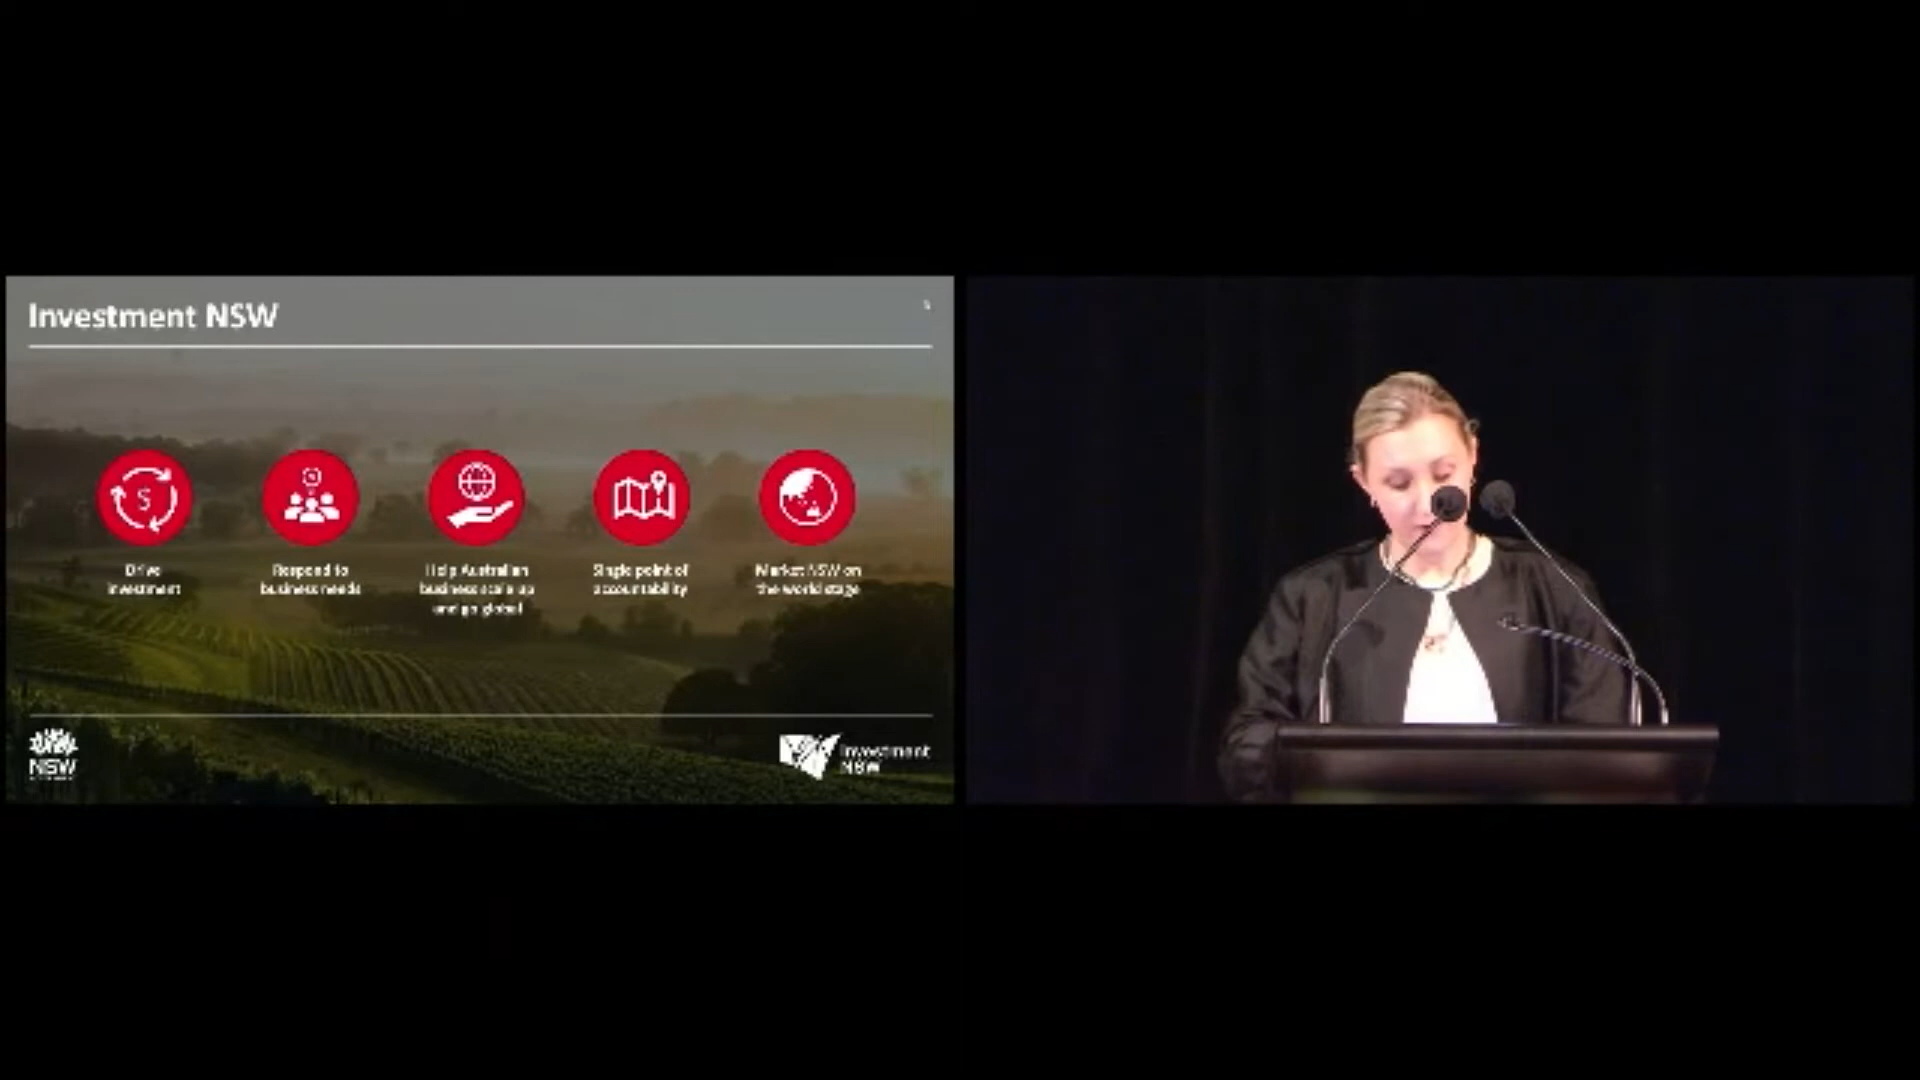 Investment NSW
Drive
investment
Respond to
business needs
Help Australian
business scale up
and go global
Single point of
accountability
Market NSW on
the world stage
NSW
Investment
NSW